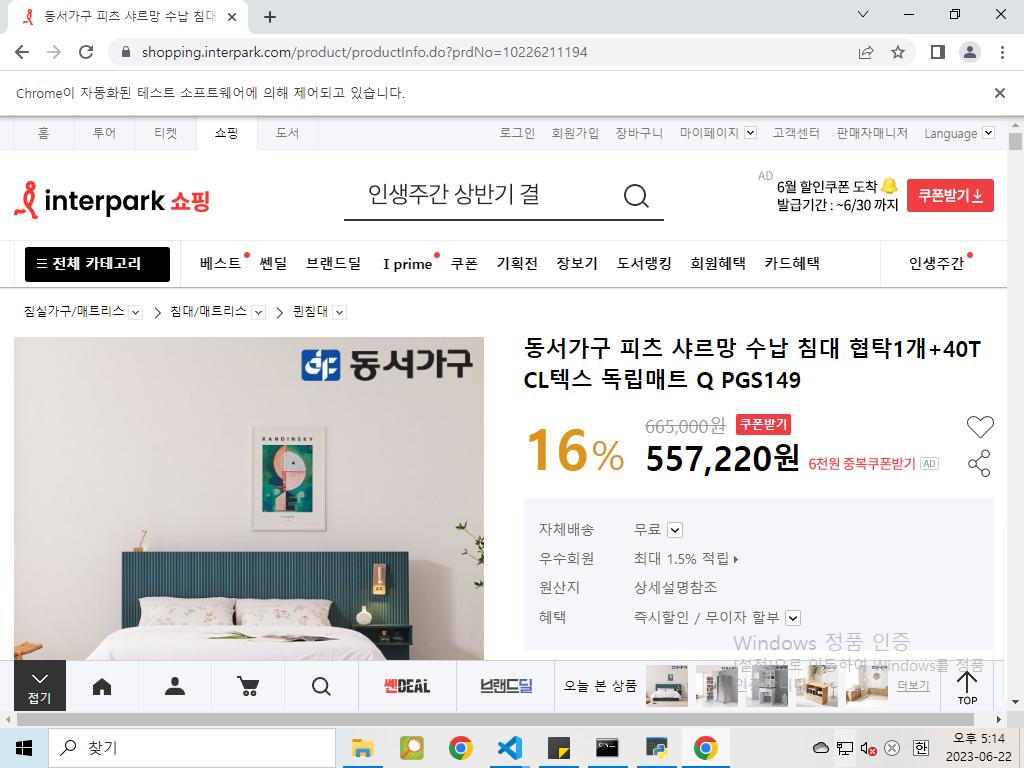 동서가구 피츠 샤르망 수납 침대
shopping.interpark.com/product/productInfo.do?prdNo=10226211194
Chrome이 자동화된 테스트 소프트웨어에 의해 제어되고 있습니다.
홈 투어 티켓 쇼핑 도서 로그인 회원가입 장바구니 마이페이지 고객센터 판매자매니저 Language
interpark 쇼핑
인생주간 상반기 결
AD
6월 할인쿠폰 도착
발급기간 : ~6/30 까지
쿠폰받기
전체 카테고리 베스트 쎈딜 브랜드딜 I prime 쿠폰 기획전 장보기 도서랭킹 회원혜택 카드혜택 인생주간
침실가구/매트리스 침대/매트리스 퀸침대
동서가구
KANDINSKY
동서가구 피츠 샤르망 수납 침대 협탁1개+40T
CL텍스 독립매트 Q PGS149
16%
665,000원 쿠폰받기
557,220원 6천원 중복쿠폰받기 AD
자체배송 무료
우수회원 최대 1.5% 적립
원산지 상세설명참조
혜택 즉시할인 / 무이자 할부
Windows 정품 인증
[설정]으로 이동하여 Windows를 정품
접기
쎈DEAL
브랜드딜
오늘 본 상품
더보기
TOP
찾기
한
오후 5:14
2023-06-22